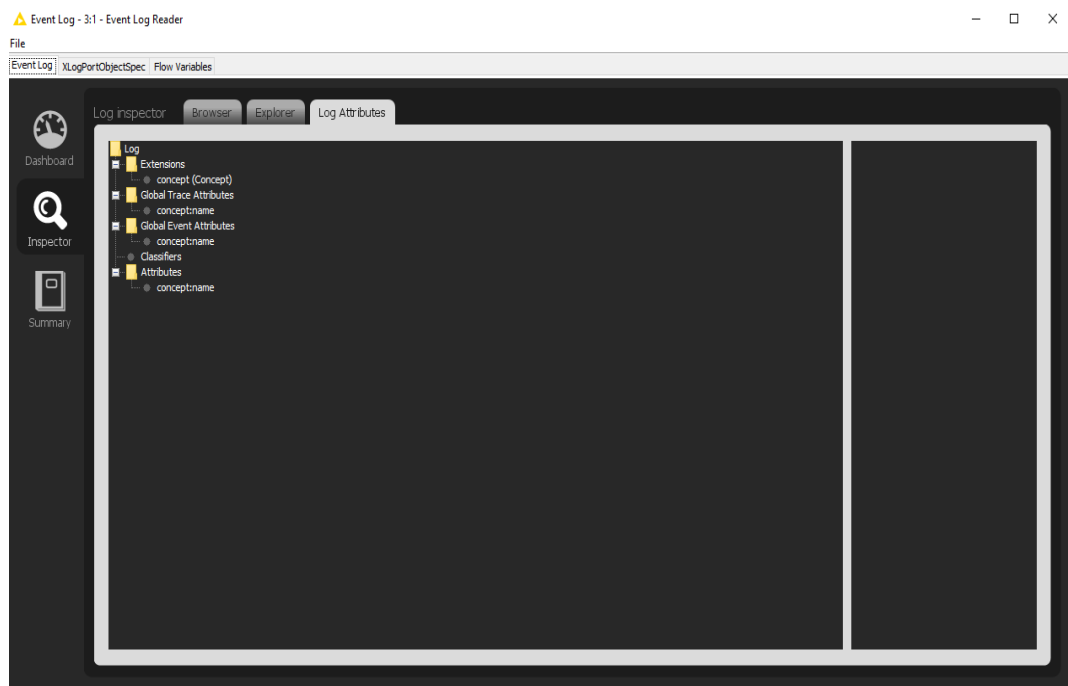 Event Log - 3:1 - Event Log Reader
File
Event Log XLogPortObjectSpec Flow Variables
Log inspector Browser Explorer Log Attributes
Dashboard
Inspector
Summary
Log
Extensions
concept (Concept)
Global Trace Attributes
concept:name
Global Event Attributes
concept:name
Classifiers
Attributes
concept:name